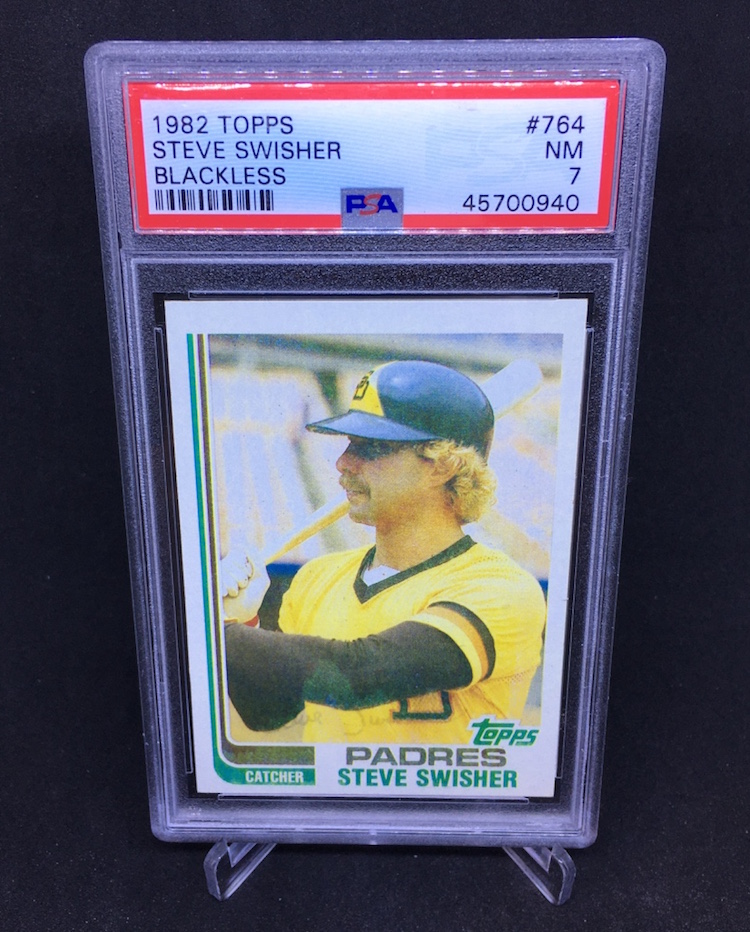 1982 TOPPS #764
STEVE SWISHER NM
BLACKLESS 7
PSA 45700940
topps
PADRES
CATCHER STEVE SWISHER